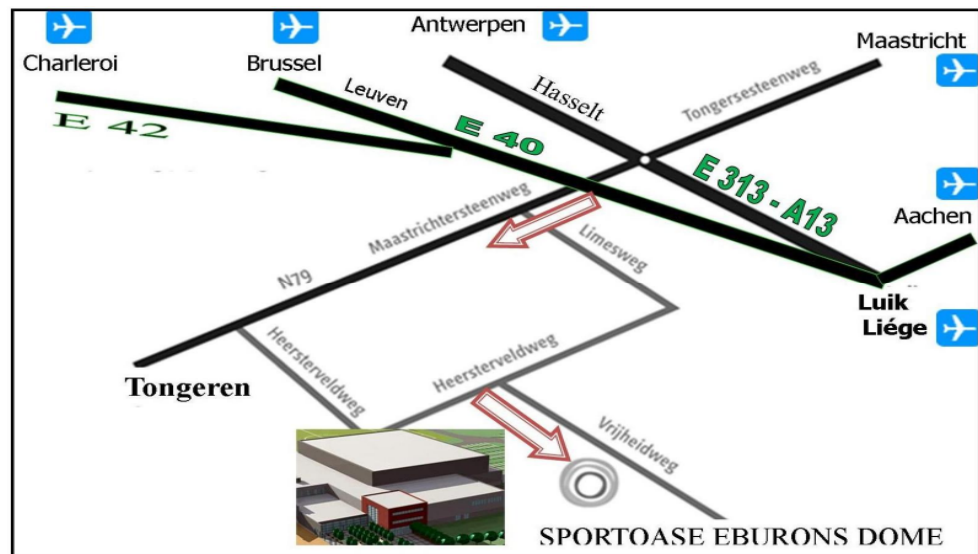 Antwerpen
Charleroi
Brussel
Maastricht
Leuven
Hasselt
Tongersesteenweg
E 42
E 40
E 313 - A13
Aachen
Maastrichtersteenweg
Limesweg
N79
Luik
Liége
Heersterveldweg
Heersterveldweg
Tongeren
Vrijheidweg
SPORTOASE EBURONS DOME